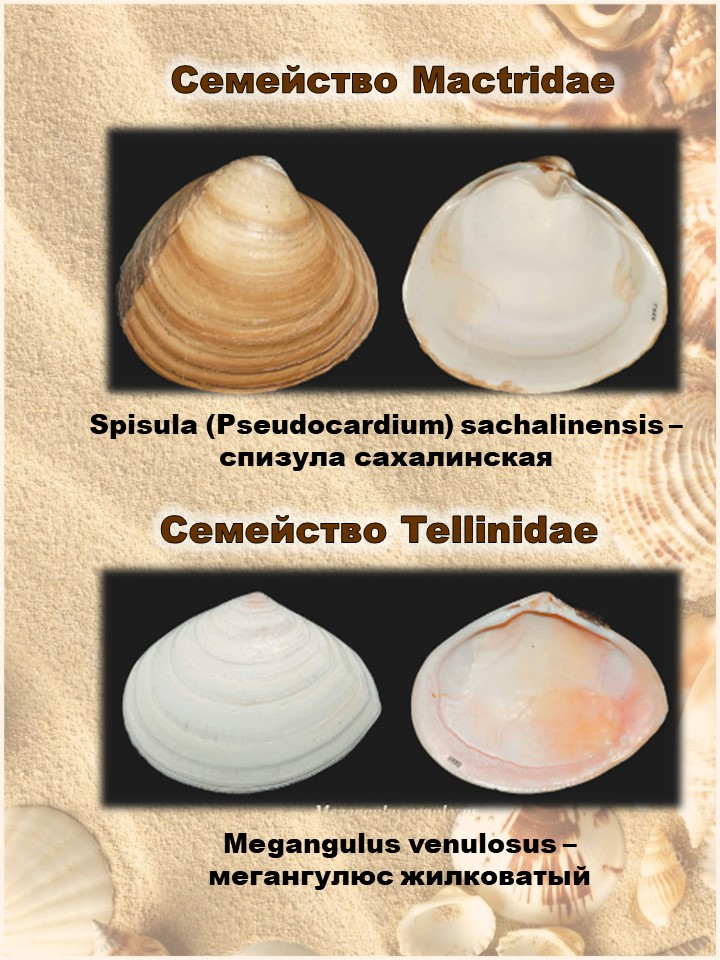 Семейство Mactridae
Spisula (Pseudocardium) sachalinensis –
спизула сахалинская
Семейство Tellinidae
Megangulus venulosus –
мегангулюс жилковатый